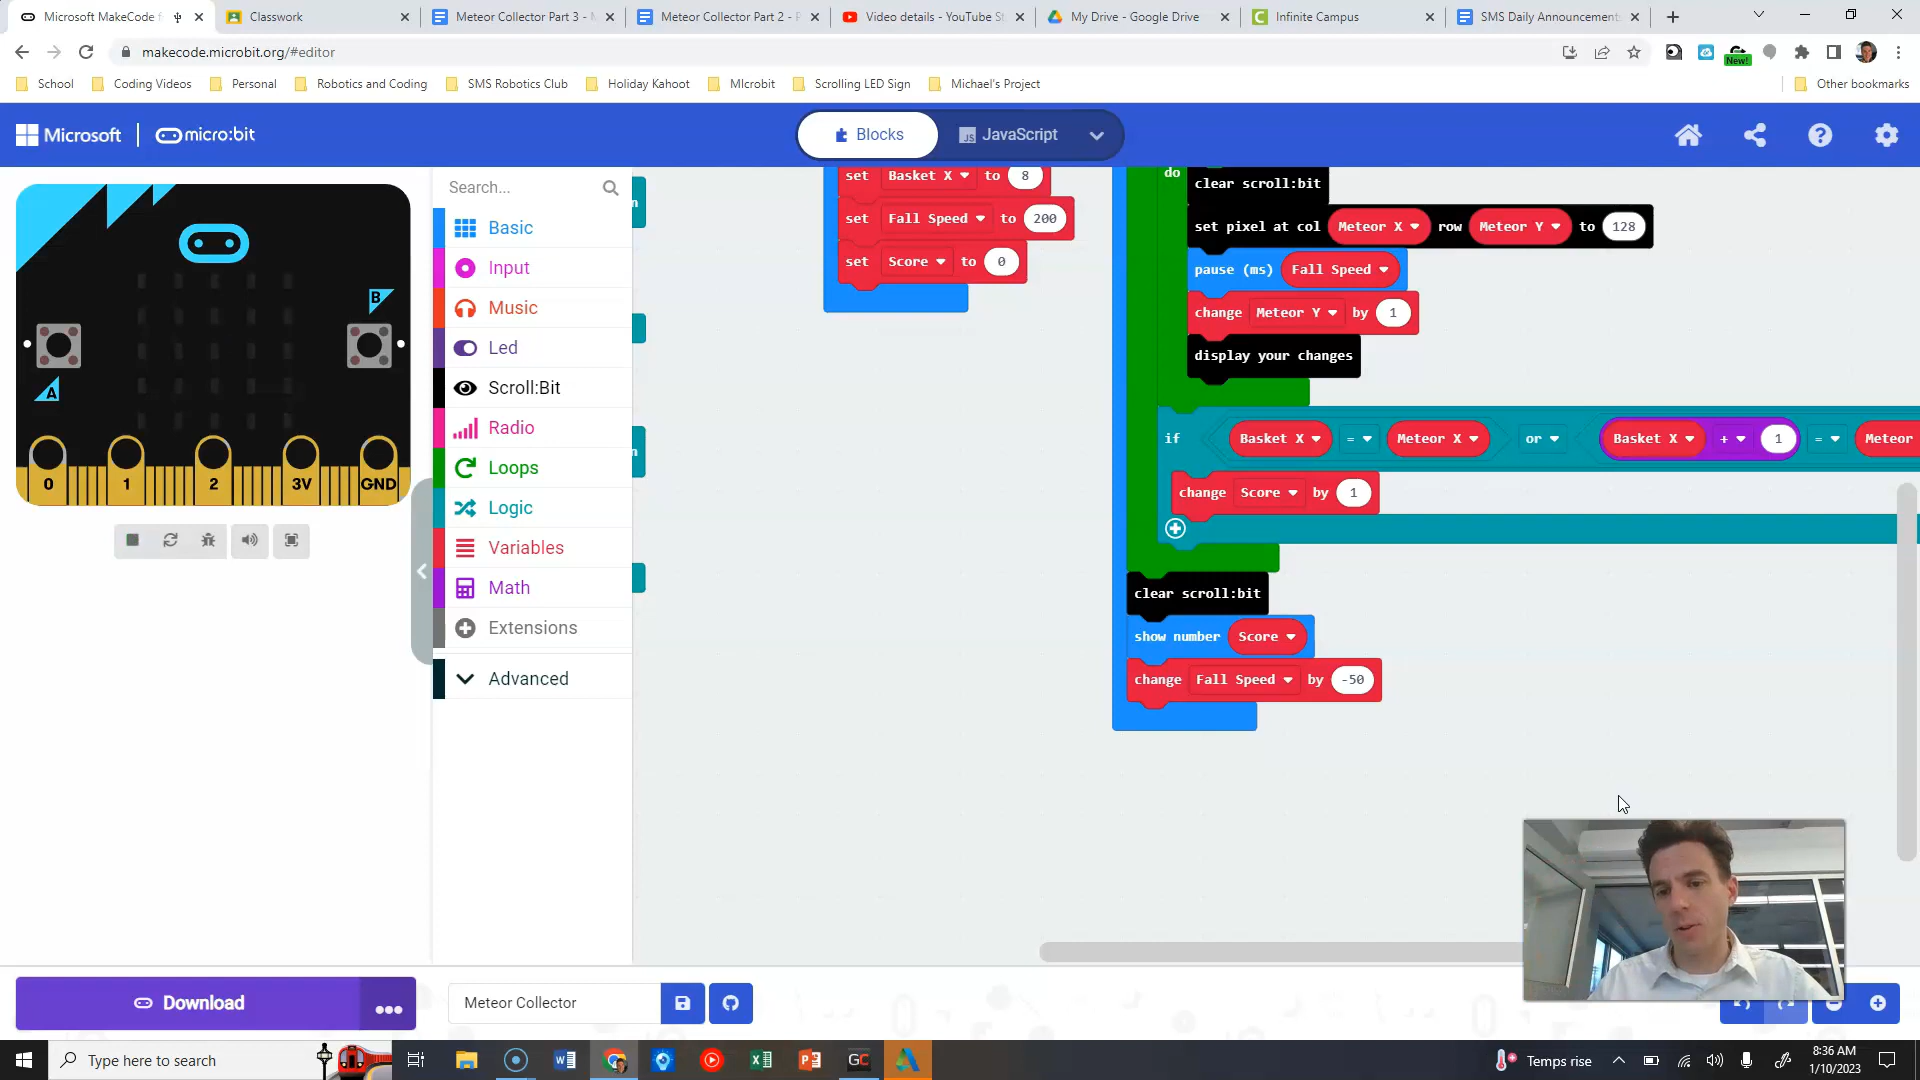 Microsoft MakeCode f
Classwork
Meteor Collector Part 3 - M
Meteor Collector Part 2 - P
Video details - YouTube St
My Drive - Google Drive
Infinite Campus
SMS Daily Announcement
makecode.microbit.org/#editor
New!
School
Coding Videos
Personal
Robotics and Coding
SMS Robotics Club
Holiday Kahoot
MIcrobit
Scrolling LED Sign
Michael's Project
Other bookmarks
Microsoft
micro:bit
Blocks
JS JavaScript
Search...
Basic
Input
Music
Led
Scroll:Bit
Radio
Loops
Logic
Variables
Math
Extensions
Advanced
A
B
0 1 2 3V GND
n
n
set Basket X to 8
set Fall Speed to 200
set Score to 0
do
clear scroll:bit
set pixel at col Meteor X row Meteor Y to 128
pause (ms) Fall Speed
change Meteor Y by 1
display your changes
if Basket X = Meteor X or Basket X + 1 = Meteor
change Score by 1
clear scroll:bit
show number Score
change Fall Speed by -50
Download
Meteor Collector
Type here to search
GC
Temps rise
8:36 AM
1/10/2023